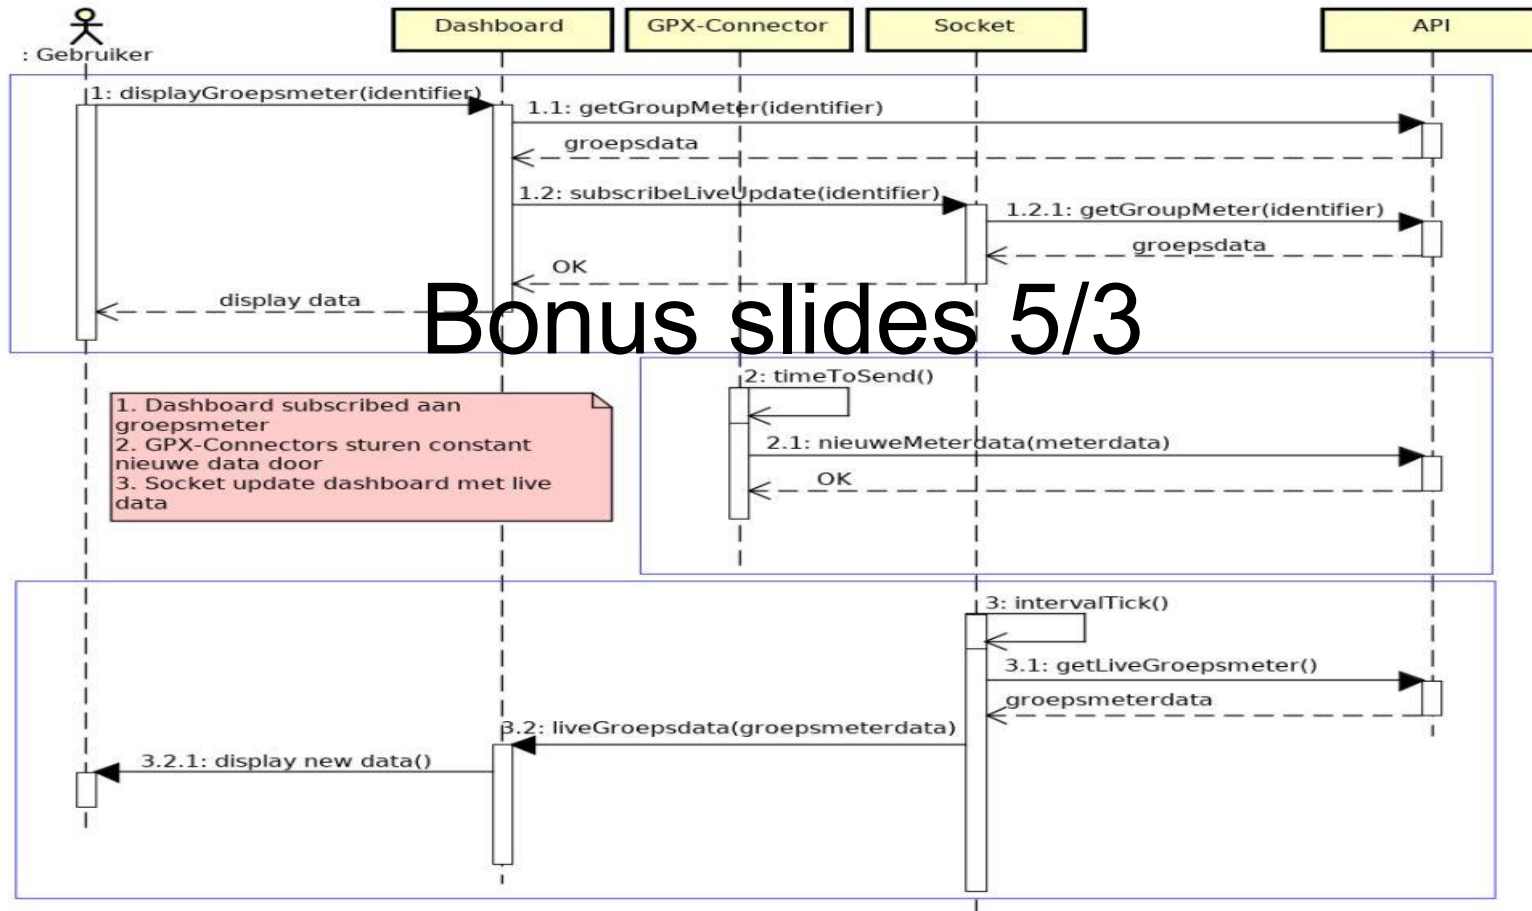 : Gebruiker
Dashboard
GPX-Connector
Socket
API
1: displayGroepsmeter(identifier)
1.1: getGroupMeter(identifier)
groepsdata
1.2: subscribeLiveUpdate(identifier)
1.2.1: getGroupMeter(identifier)
groepsdata
OK
display data
Bonus slides 5/3
2: timeToSend()
1. Dashboard subscribed aan
groepsmeter
2. GPX-Connectors sturen constant
nieuwe data door
3. Socket update dashboard met live
data
2.1: nieuweMeterdata(meterdata)
OK
3: intervalTick()
3.1: getLiveGroepsmeter()
groepsmeterdata
3.2: liveGroepsdata(groepsmeterdata)
3.2.1: display new data()